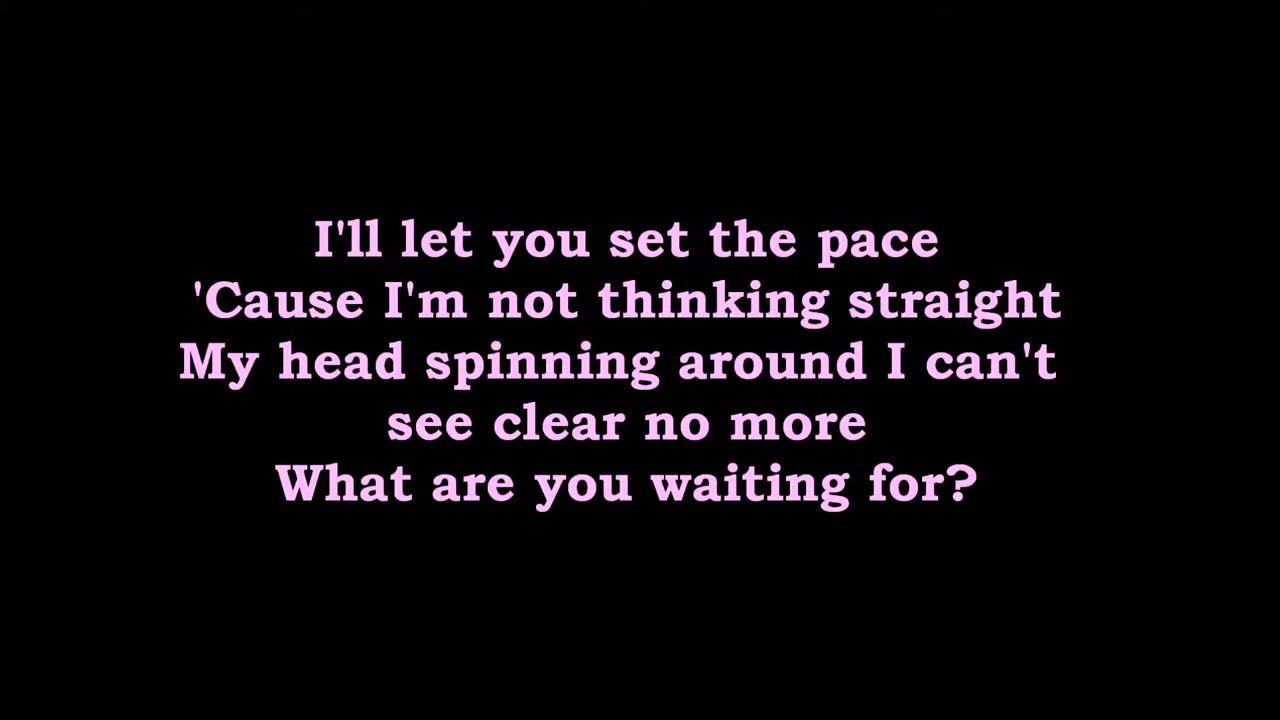 I'll let you set the pace
'Cause I'm not thinking straight
My head spinning around I can't
see clear no more
What are you waiting for?